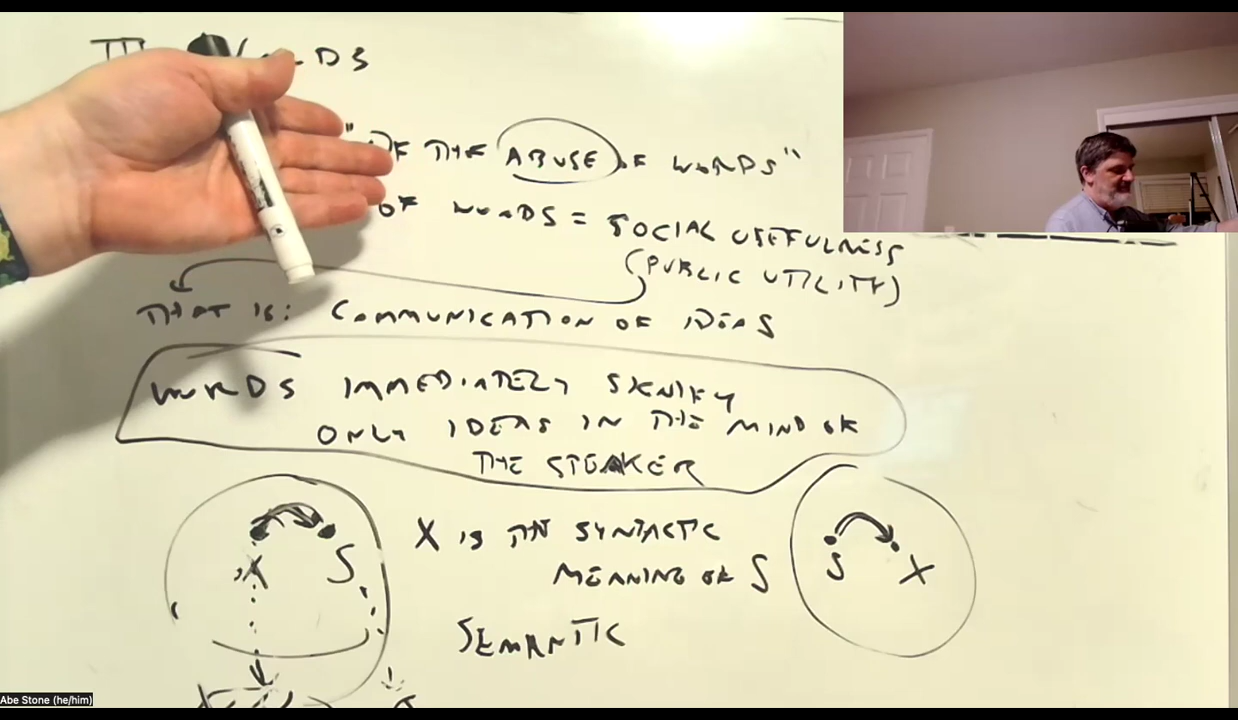 III.
"OF THE ABUSE OF WORDS"
OF WORDS = SOCIAL USEFULNESS
(PUBLIC UTILITY)
THAT IS: COMMUNICATION OF IDEAS
WORDS IMMEDIATELY SIGNIFY
ONLY IDEAS IN THE MIND OF
THE SPEAKER
X S
X IS THE SYNTACTIC
MEANING OF S
S X
SEMANTIC
Abe Stone (he/him)